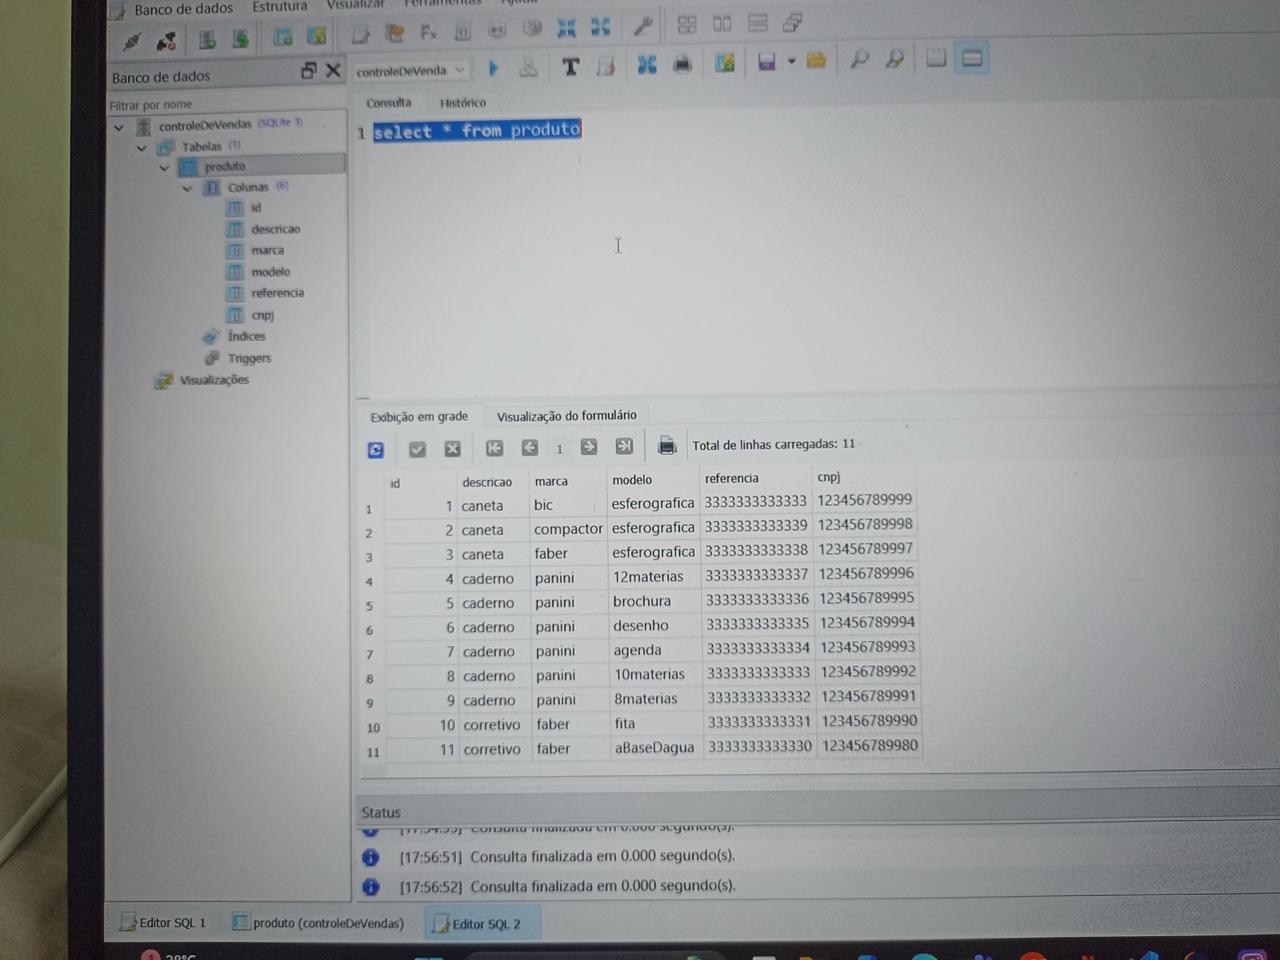 Banco de dados Estrutura Visualizar Ferramentas Ajuda
Banco de dados
controleDeVenda
Filtrar por nome
Consulta Histórico
controleDeVendas (SQLite 3)
Tabelas (1)
produto
Colunas (6)
id
descricao
marca
modelo
referencia
cnpj
Índices
Triggers
Visualizações
1 select * from produto
Exibição em grade Visualização do formulário
1 Total de linhas carregadas: 11
id descricao marca modelo referencia cnpj
1 1 caneta bic esferografica 3333333333333 123456789999
2 2 caneta compactor esferografica 3333333333339 123456789998
3 3 caneta faber esferografica 3333333333338 123456789997
4 4 caderno panini 12materias 3333333333337 123456789996
5 5 caderno panini brochura 3333333333336 123456789995
6 6 caderno panini desenho 3333333333335 123456789994
7 7 caderno panini agenda 3333333333334 123456789993
8 8 caderno panini 10materias 3333333333333 123456789992
9 9 caderno panini 8materias 3333333333332 123456789991
10 10 corretivo faber fita 3333333333331 123456789990
11 11 corretivo faber aBaseDagua 3333333333330 123456789980
Status
Consulta finalizada em 0.000 segundo(s).
[17:56:51] Consulta finalizada em 0.000 segundo(s).
[17:56:52] Consulta finalizada em 0.000 segundo(s).
Editor SQL 1 produto (controleDeVendas) Editor SQL 2